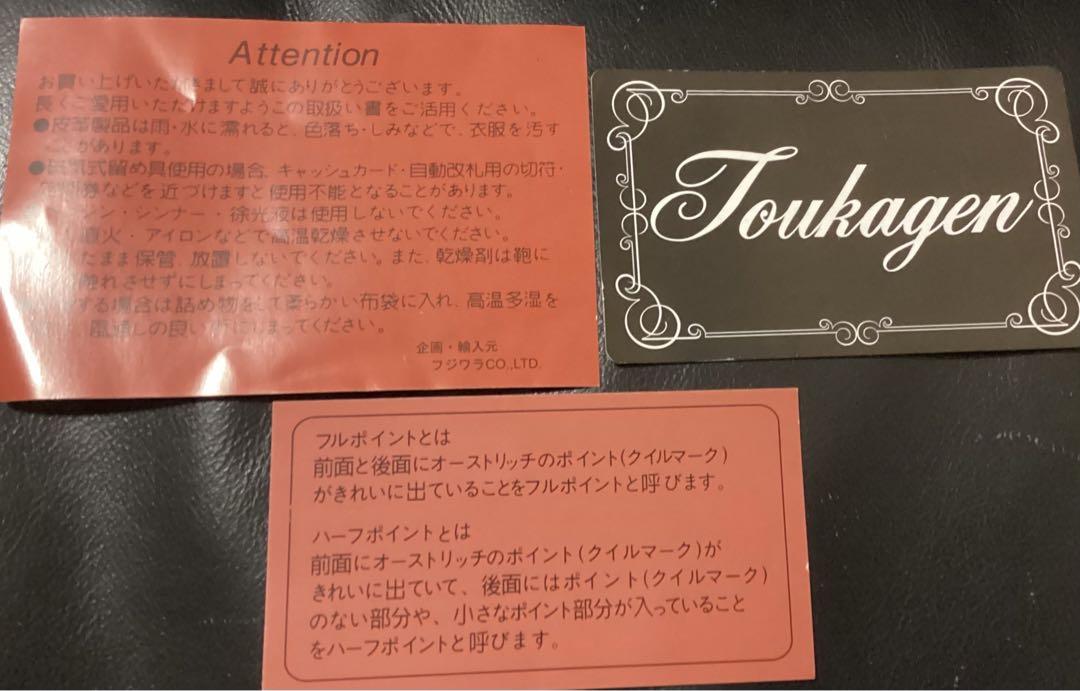 Attention
お買い上げいただきまして誠にありがとうございます。
長くご愛用いただけますようこの取扱い書をご活用ください。
●皮革製品は雨・水に濡れると、色落ち・しみなどで、衣服を汚す
ことがあります。
●磁気式留め具使用の場合、キャッシュカード・自動改札用の切符・
券などを近づけますと使用不能となることがあります。
シン・シンナー・徐光液は使用しないでください。
噴火・アイロンなどで高温乾燥させないでください。
たまま保管、放置しないでください。また、乾燥剤は鞄に
触れさせずにしまってください。
する場合は詰め物をして柔らかい布袋に入れ、高温多湿を
風通しの良い所にしまってください。
企画・輸入元
フジワラCO.,LTD.
Toukagen
フルポイントとは
前面と後面にオーストリッチのポイント(クイルマーク)
がきれいに出ていることをフルポイントと呼びます。
ハーフポイントとは
前面にオーストリッチのポイント(クイルマーク)が
きれいに出ていて、後面にはポイント(クイルマーク)
のない部分や、小さなポイント部分が入っていること
をハーフポイントと呼びます。